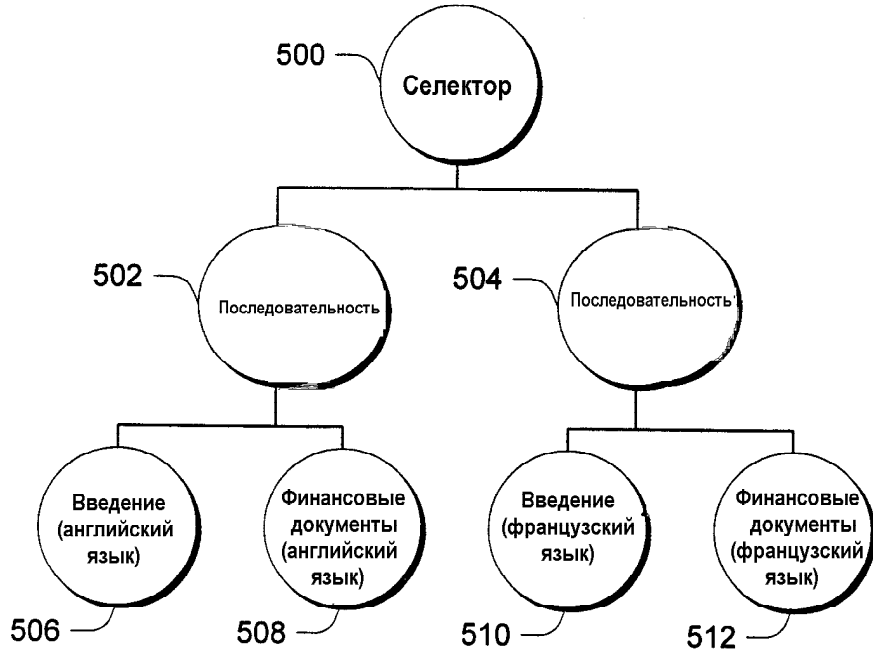 500
Селектор
502
Последовательность
504
Последовательность
Введение
(английский
язык)
506
Финансовые
документы
(английский
язык)
508
Введение
(французский
язык)
510
Финансовые
документы
(французский
язык)
512